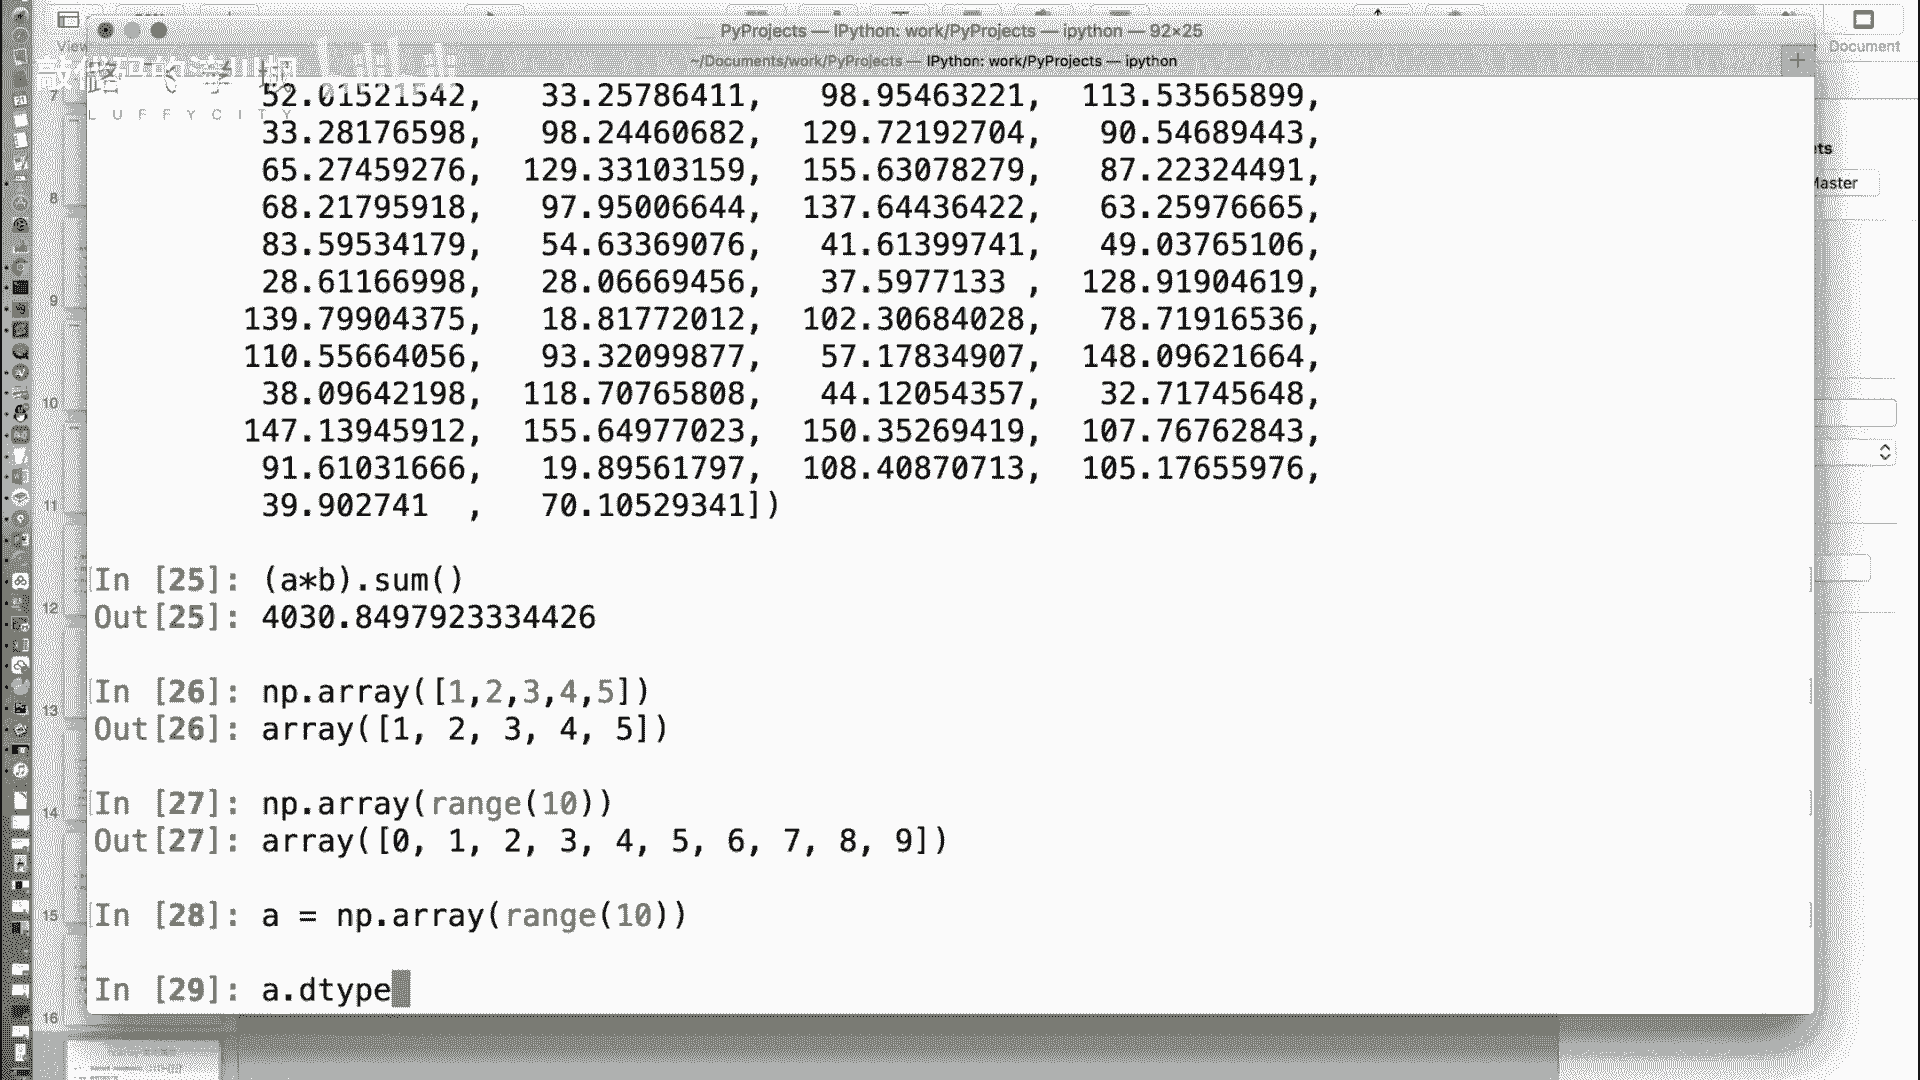 PyProjects — IPython: work/PyProjects — ipython — 92×25
View
Document
~/Documents/work/PyProjects — IPython: work/PyProjects — ipython
+
LUFFYCITY
52.01521542, 33.25786411, 98.95463221, 113.53565899,
33.28176598, 98.24460682, 129.72192704, 90.54689443,
65.27459276, 129.33103159, 155.63078279, 87.22324491,
68.21795918, 97.95006644, 137.64436422, 63.25976665,
83.59534179, 54.63369076, 41.61399741, 49.03765106,
28.61166998, 28.06669456, 37.5977133 , 128.91904619,
139.79904375, 18.81772012, 102.30684028, 78.71916536,
110.55664056, 93.32099877, 57.17834907, 148.09621664,
38.09642198, 118.70765808, 44.12054357, 32.71745648,
147.13945912, 155.64977023, 150.35269419, 107.76762843,
91.61031666, 19.89561797, 108.40870713, 105.17655976,
39.902741 , 70.10529341])
In [25]: (a*b).sum()
Out[25]: 4030.8497923334426
In [26]: np.array([1,2,3,4,5])
Out[26]: array([1, 2, 3, 4, 5])
In [27]: np.array(range(10))
Out[27]: array([0, 1, 2, 3, 4, 5, 6, 7, 8, 9])
In [28]: a = np.array(range(10))
In [29]: a.dtype
7
8
9
10
11
12
13
14
15
16